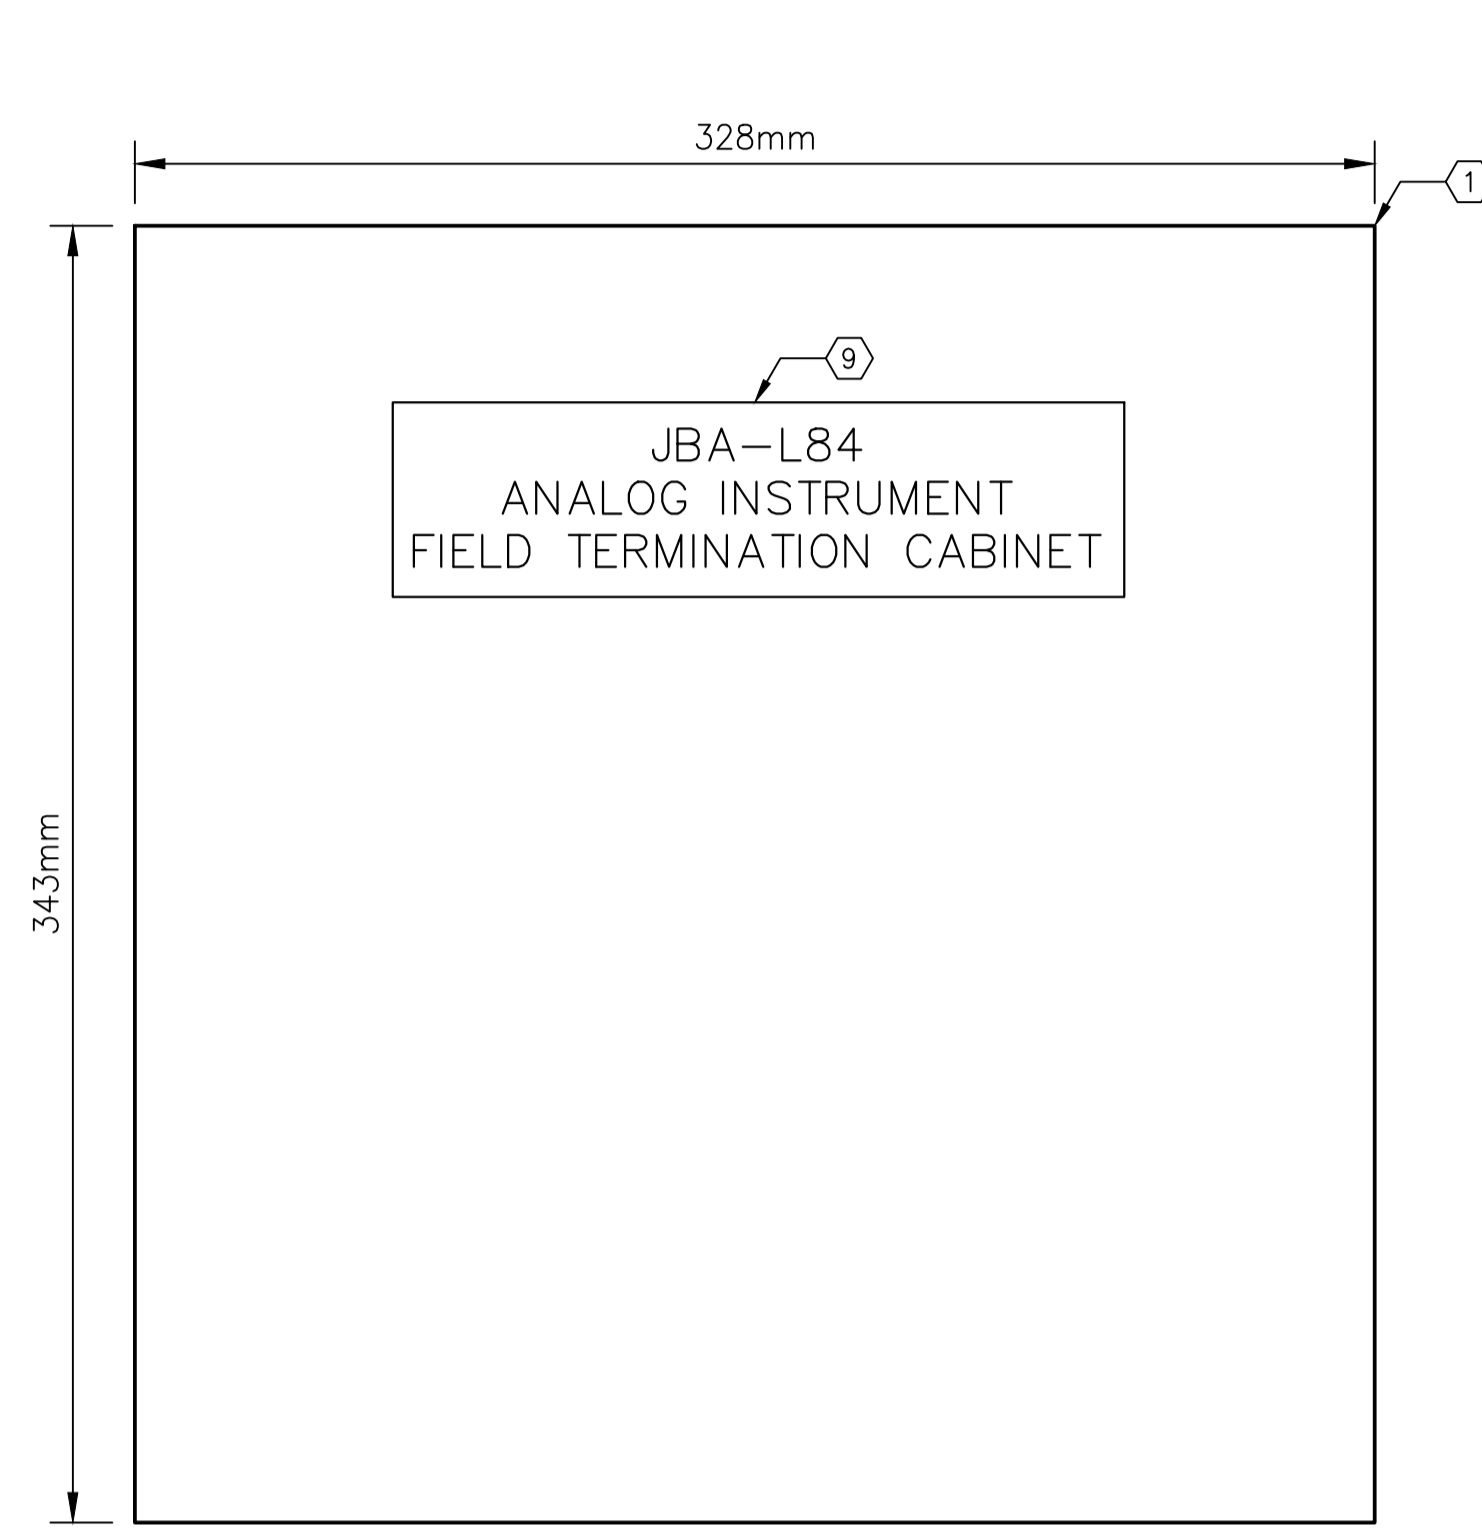 328mm
1
9
JBA-L84
ANALOG INSTRUMENT
FIELD TERMINATION CABINET
343mm